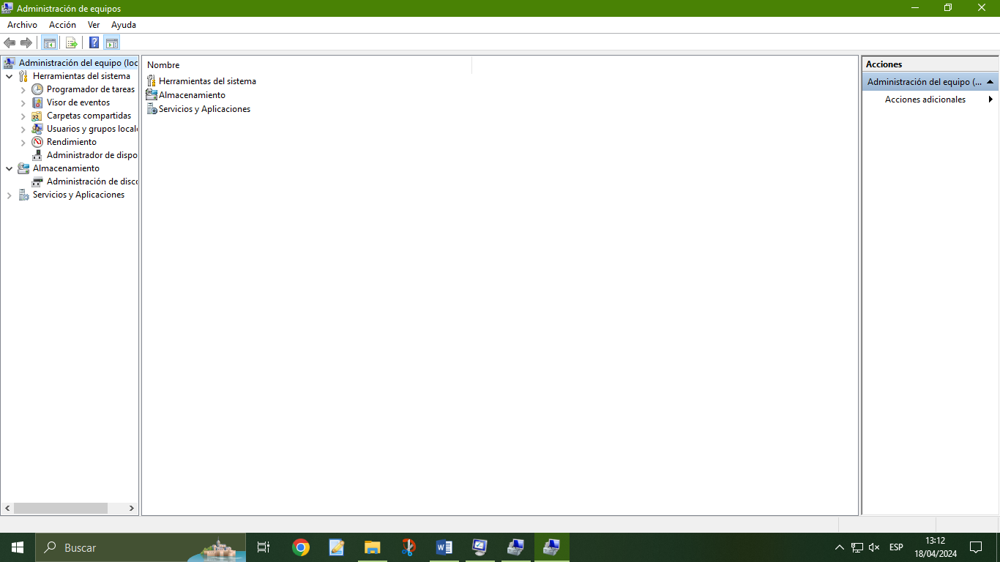 Administración de equipos
Archivo Acción Ver Ayuda
Administración del equipo (loc
Herramientas del sistema
Programador de tareas
Visor de eventos
Carpetas compartidas
Usuarios y grupos locale
Rendimiento
Administrador de dispo
Almacenamiento
Administración de disco
Servicios y Aplicaciones
Nombre
Herramientas del sistema
Almacenamiento
Servicios y Aplicaciones
Acciones
Administración del equipo (...
Acciones adicionales
Buscar
ESP
13:12
18/04/2024